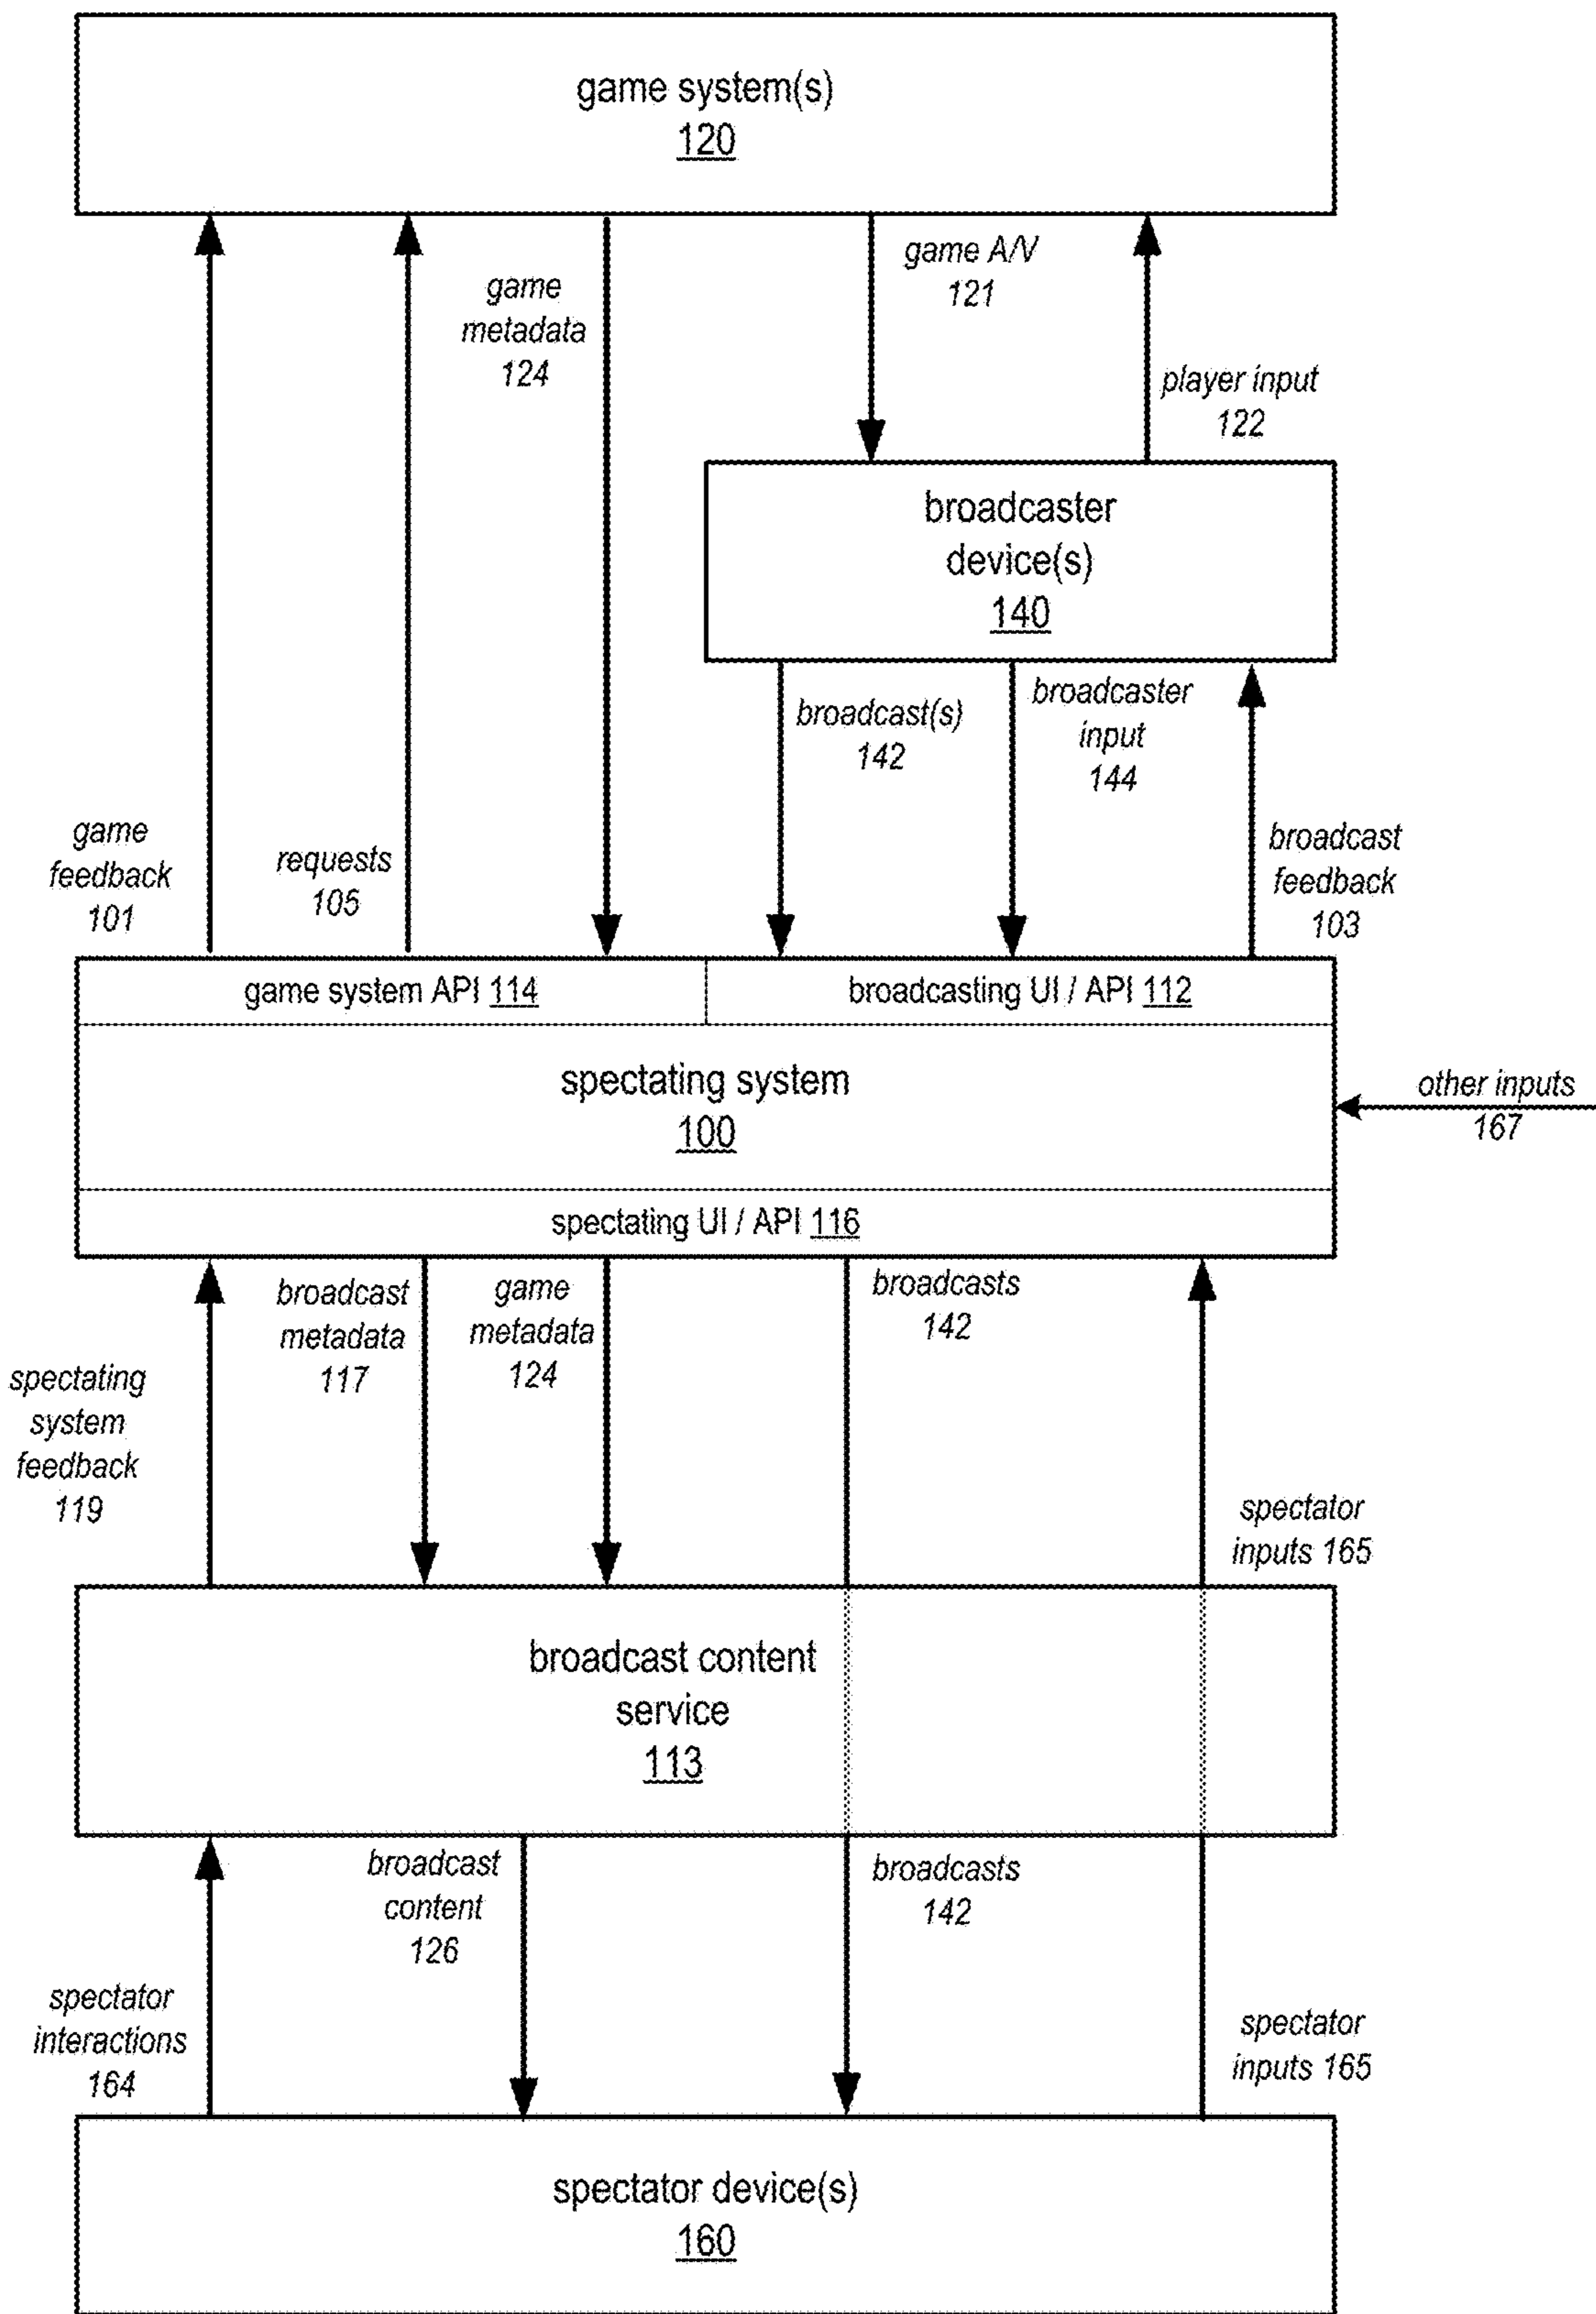 game system(s)
120
game A/V
121
game
metadata
124
player input
122
broadcaster
device(s)
140
broadcast(s)
142
broadcaster
input
144
game
feedback
101
requests
105
broadcast
feedback
103
game system API 114
broadcasting UI / API 112
spectating system
100
other inputs
167
spectating UI / API 116
broadcast
metadata
117
game
metadata
124
broadcasts
142
spectating
system
feedback
119
spectator
inputs 165
broadcast content
service
113
broadcast
content
126
broadcasts
142
spectator
interactions
164
spectator
inputs 165
spectator device(s)
160